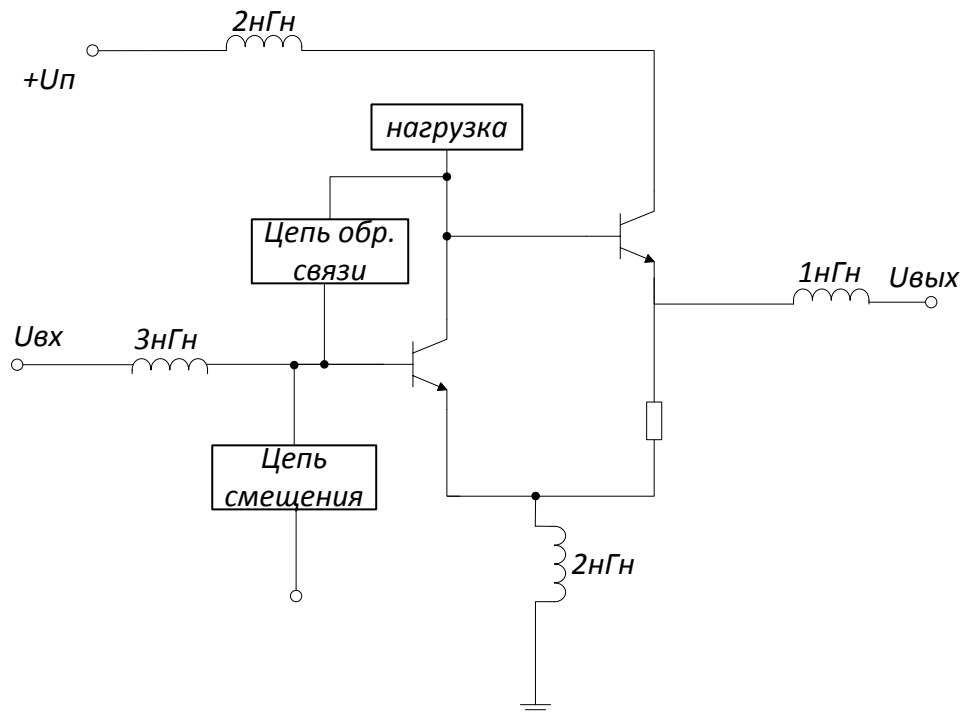 2нГн
+Uп
нагрузка
Цепь обр.
связи
1нГн
Uвых
Uвх
3нГн
Цепь
смещения
2нГн